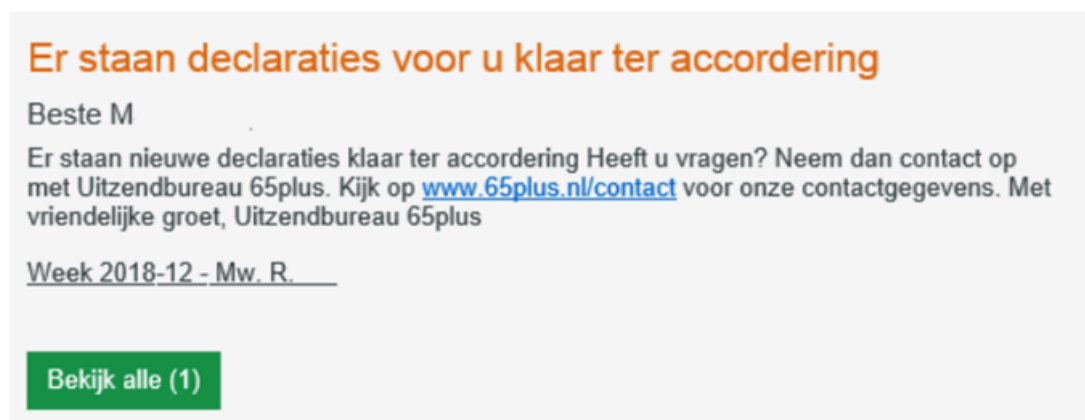 Er staan declaraties voor u klaar ter accordering
Beste M
Er staan nieuwe declaraties klaar ter accordering Heeft u vragen? Neem dan contact op
met Uitzendbureau 65plus. Kijk op www.65plus.nl/contact voor onze contactgegevens. Met
vriendelijke groet, Uitzendbureau 65plus
Week 2018-12 - Mw. R.
Bekijk alle (1)